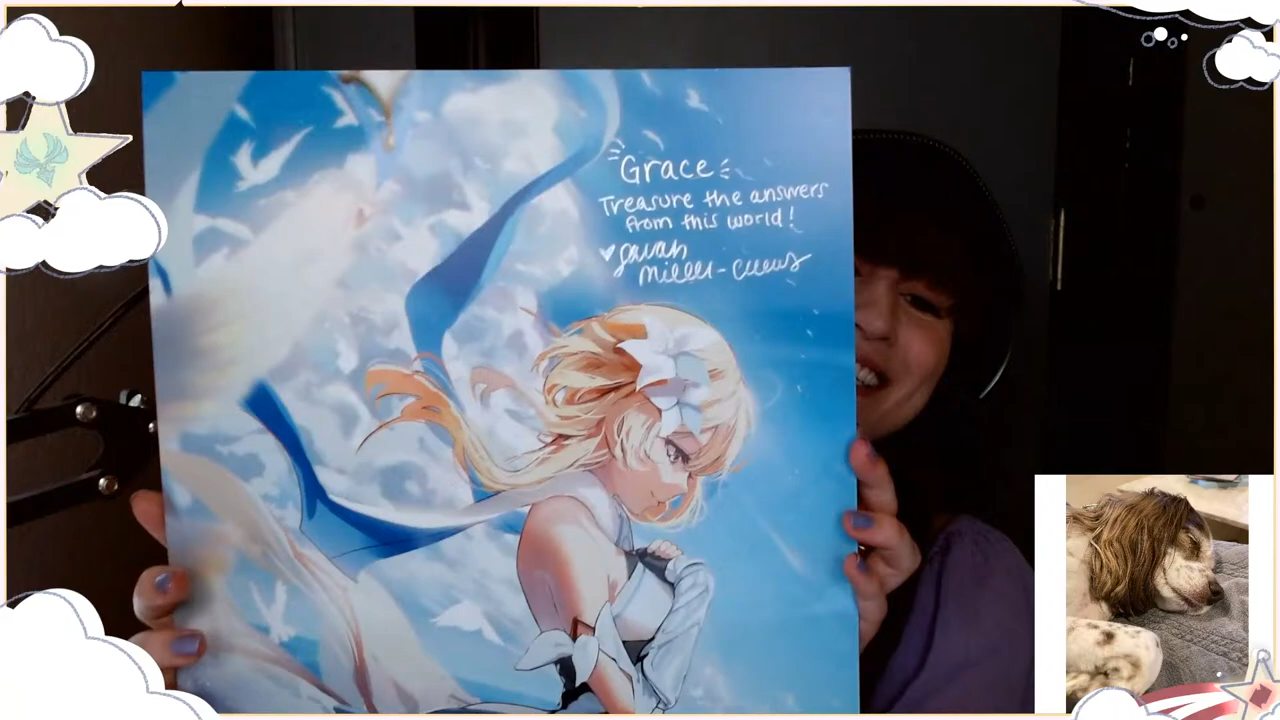 Grace
Treasure the answers
from this world!
♥ Sarah
Miller-Crews